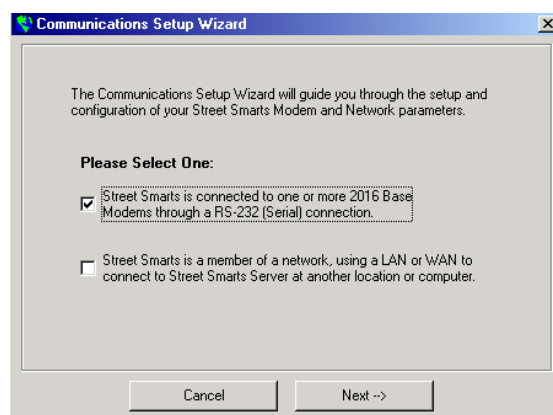 Communications Setup Wizard
The Communications Setup Wizard will guide you through the setup and
configuration of your Street Smarts Modem and Network parameters.
Please Select One:
Street Smarts is connected to one or more 2016 Base
Modems through a RS-232 (Serial) connection.
Street Smarts is a member of a network, using a LAN or WAN to
connect to Street Smarts Server at another location or computer.
Cancel
Next -->